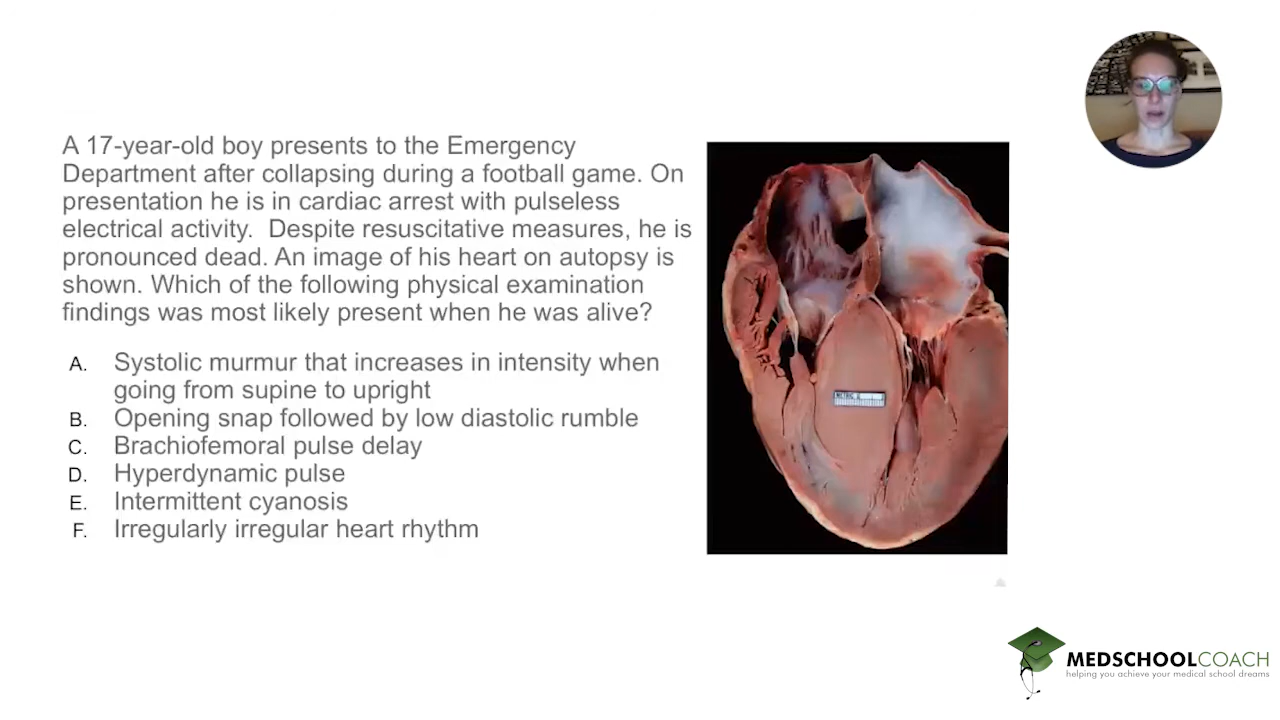 A 17-year-old boy presents to the Emergency
Department after collapsing during a football game. On
presentation he is in cardiac arrest with pulseless
electrical activity.  Despite resuscitative measures, he is
pronounced dead. An image of his heart on autopsy is
shown. Which of the following physical examination
findings was most likely present when he was alive?
A. Systolic murmur that increases in intensity when
going from supine to upright
B. Opening snap followed by low diastolic rumble
C. Brachiofemoral pulse delay
D. Hyperdynamic pulse
E. Intermittent cyanosis
F. Irregularly irregular heart rhythm
METRIC
MEDSCHOOLCOACH
helping you achieve your medical school dreams